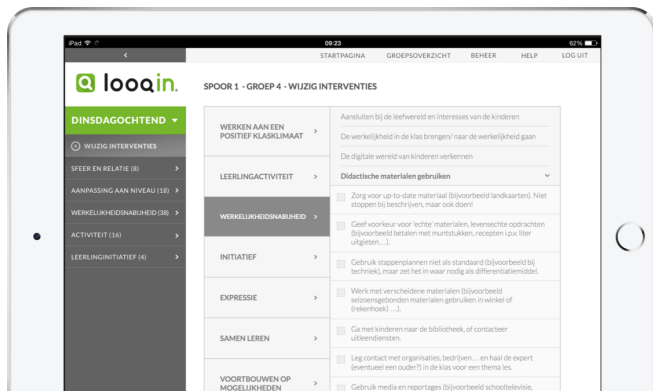 iPad
09:23
62%
STARTPAGINA GROEPSOVERZICHT BEHEER HELP LOG UIT
looqin.
SPOOR 1 - GROEP 4 - WIJZIG INTERVENTIES
DINSDAGOCHTEND
WIJZIG INTERVENTIES
SFEER EN RELATIE (8)
AANPASSING AAN NIVEAU (18)
WERKELIJKHEIDSNABIJHEID (38)
ACTIVITEIT (16)
LEERLINGINITIATIEF (4)
WERKEN AAN EEN
POSITIEF KLASKLIMAAT
LEERLINGACTIVITEIT
WERKELIJKHEIDSNABIJHEID
INITIATIEF
EXPRESSIE
SAMEN LEREN
VOORTBOUWEN OP
MOGELIJKHEDEN
Aansluiten bij de leefwereld en interesses van de kinderen
De werkelijkheid in de klas brengen/ naar de werkelijkheid gaan
De digitale wereld van kinderen verkennen
Didactische materialen gebruiken
Zorg voor up-to-date materiaal (bijvoorbeeld landkaarten). Niet
stoppen bij beschrijven, maar ook doen!
Geef voorkeur voor 'echte' materialen, levensechte opdrachten
(bijvoorbeeld betalen met muntstukken, recepten i.p.v. liter
uitgieten…).
Gebruik stappenplannen niet als standaard (bijvoorbeeld bij
techniek), maar zet het in waar nodig als differentiatiemiddel.
Werk met verscheidene materialen (bijvoorbeeld
seizoensgebonden materialen gebruiken in winkel of
(rekenhoek) …).
Ga met kinderen naar de bibliotheek, of contacteer
uitleendiensten.
Leg contact met organisaties, bedrijven… en haal de expert
(eventueel een ouder?) in de klas voor een thema les.
Gebruik media en reportages (bijvoorbeeld schooltelevisie,